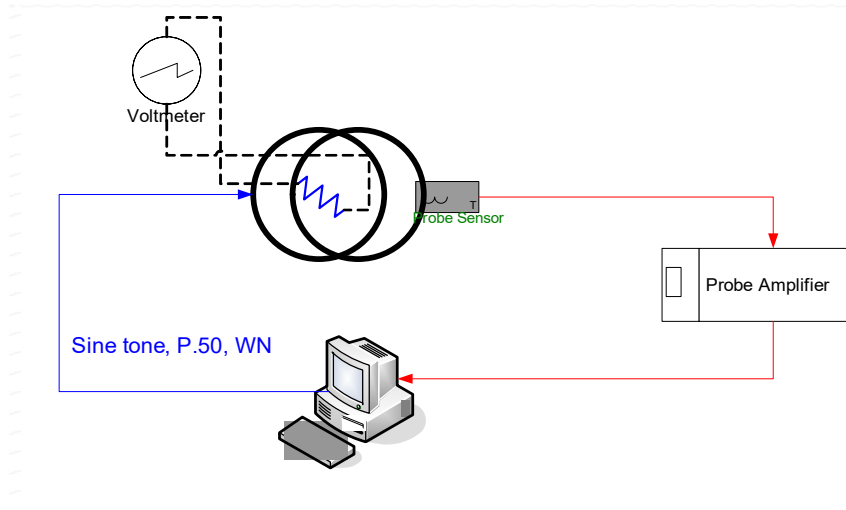 Voltmeter
T
Probe Sensor
Probe Amplifier
Sine tone, P.50, WN